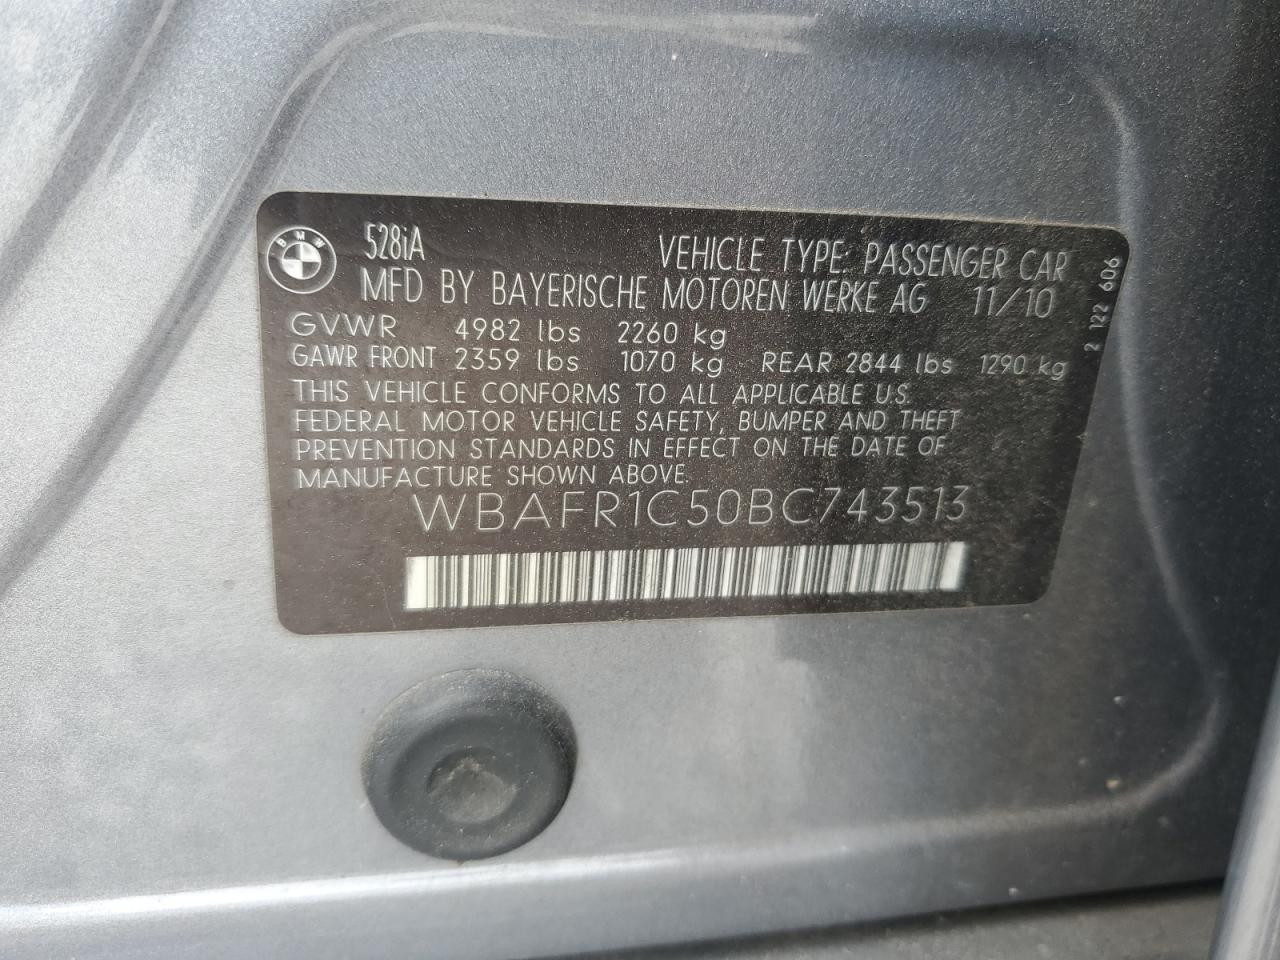 BMW 528iA VEHICLE TYPE: PASSENGER CAR
MFD BY BAYERISCHE MOTOREN WERKE AG 11/10
GVWR 4982 lbs 2260 kg
GAWR FRONT 2359 lbs 1070 kg REAR 2844 lbs 1290 kg
THIS VEHICLE CONFORMS TO ALL APPLICABLE U.S.
FEDERAL MOTOR VEHICLE SAFETY, BUMPER AND THEFT
PREVENTION STANDARDS IN EFFECT ON THE DATE OF
MANUFACTURE SHOWN ABOVE.
WBAFR1C50BC743513
2 122 606